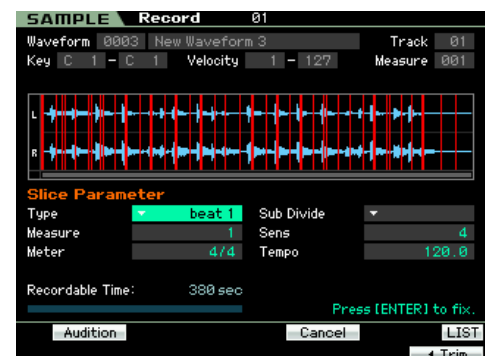 SAMPLE Record 01
Waveform 0003 New Waveform 3 Track 01
Key C 1 - C 1 Velocity 1 - 127 Measure 001
L
R
Slice Parameter
Type beat 1 Sub Divide
Measure 1 Sens 4
Meter 4/4 Tempo 120.0
Recordable Time: 380 sec
Press [ENTER] to fix.
Audition Cancel LIST
Trim